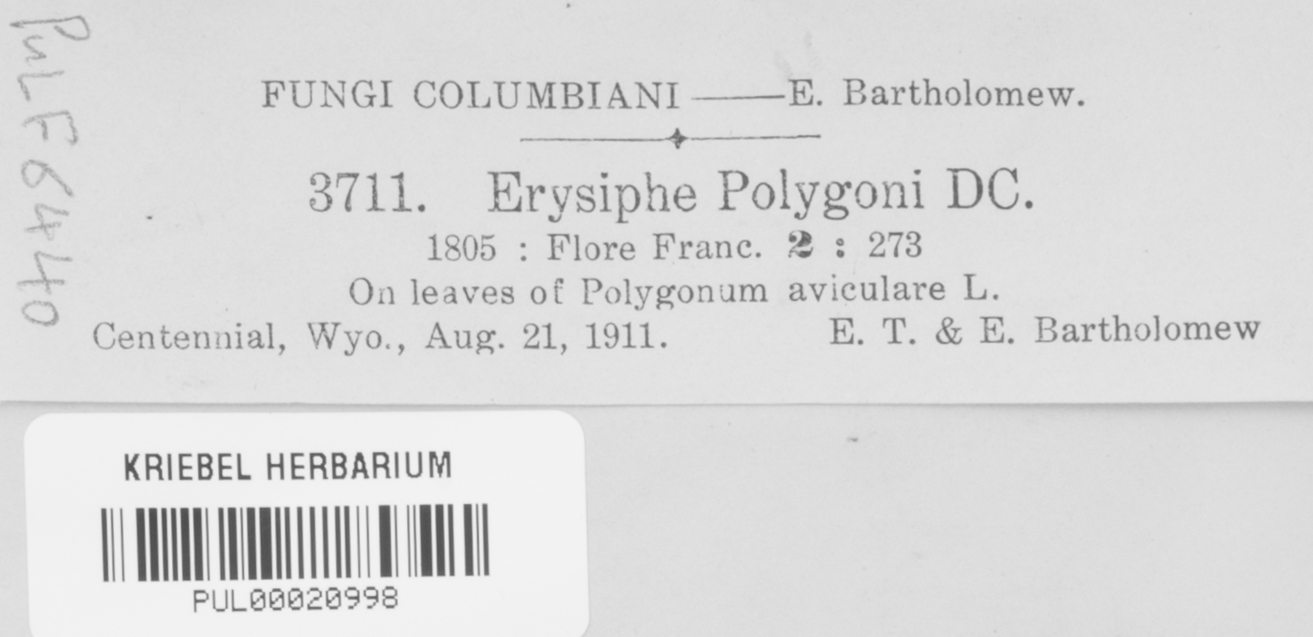 PuL F6440
FUNGI COLUMBIANI ——E. Bartholomew.
3711. Erysiphe Polygoni DC.
1805 : Flore Franc. 2 : 273
On leaves of Polygonum aviculare L.
Centennial, Wyo., Aug. 21, 1911. E. T. & E. Bartholomew
KRIEBEL HERBARIUM
PUL00020998